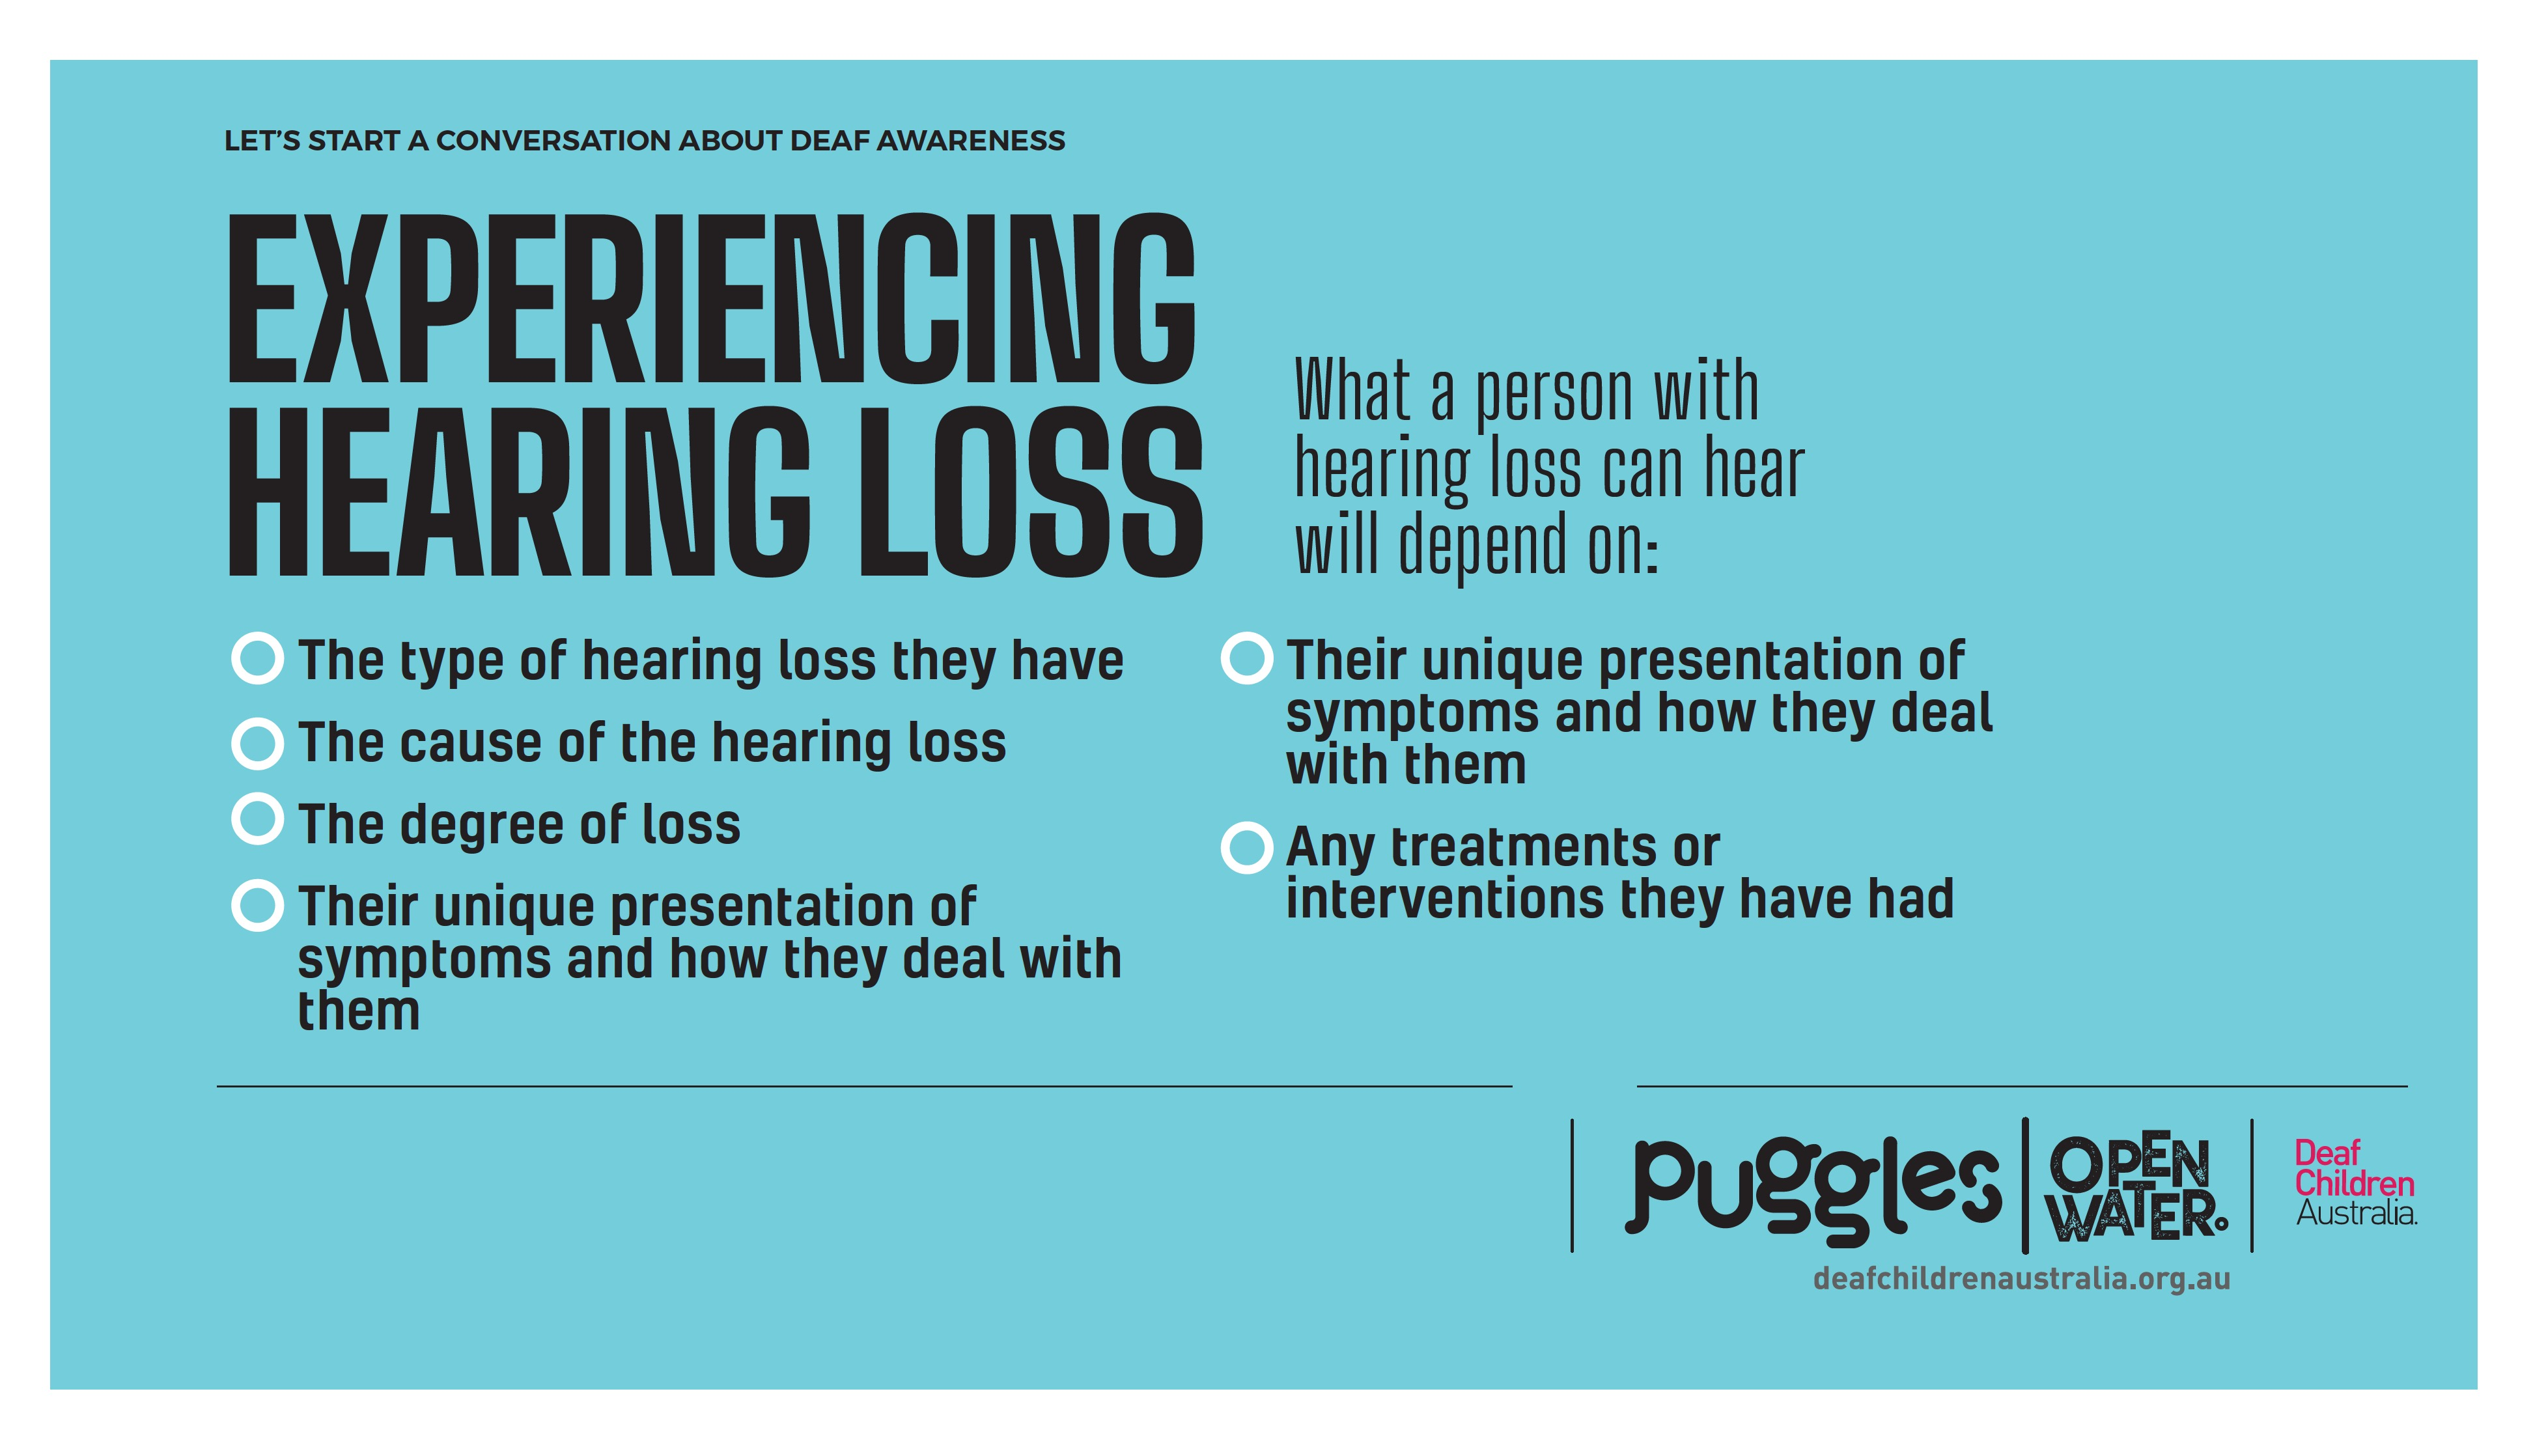 LET'S START A CONVERSATION ABOUT DEAF AWARENESS
EXPERIENCING
HEARING LOSS
What a person with
hearing loss can hear
will depend on:
The type of hearing loss they have
The cause of the hearing loss
The degree of loss
Their unique presentation of
symptoms and how they deal with
them
Their unique presentation of
symptoms and how they deal
with them
Any treatments or
interventions they have had
puggles
OPEN
WATER.
Deaf
Children
Australia.
deafchildrenaustralia.org.au